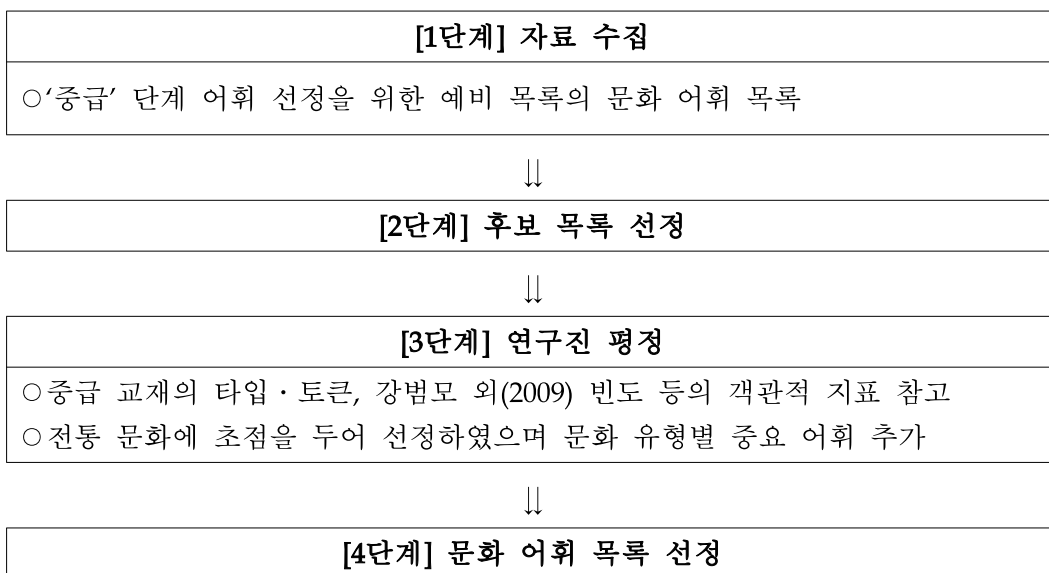 [1단계] 자료 수집
○‘중급’ 단계 어휘 선정을 위한 예비 목록의 문화 어휘 목록
⇊
[2단계] 후보 목록 선정
⇊
[3단계] 연구진 평정
○중급 교재의 타입·토큰, 강범모 외(2009) 빈도 등의 객관적 지표 참고
○전통 문화에 초점을 두어 선정하였으며 문화 유형별 중요 어휘 추가
⇊
[4단계] 문화 어휘 목록 선정